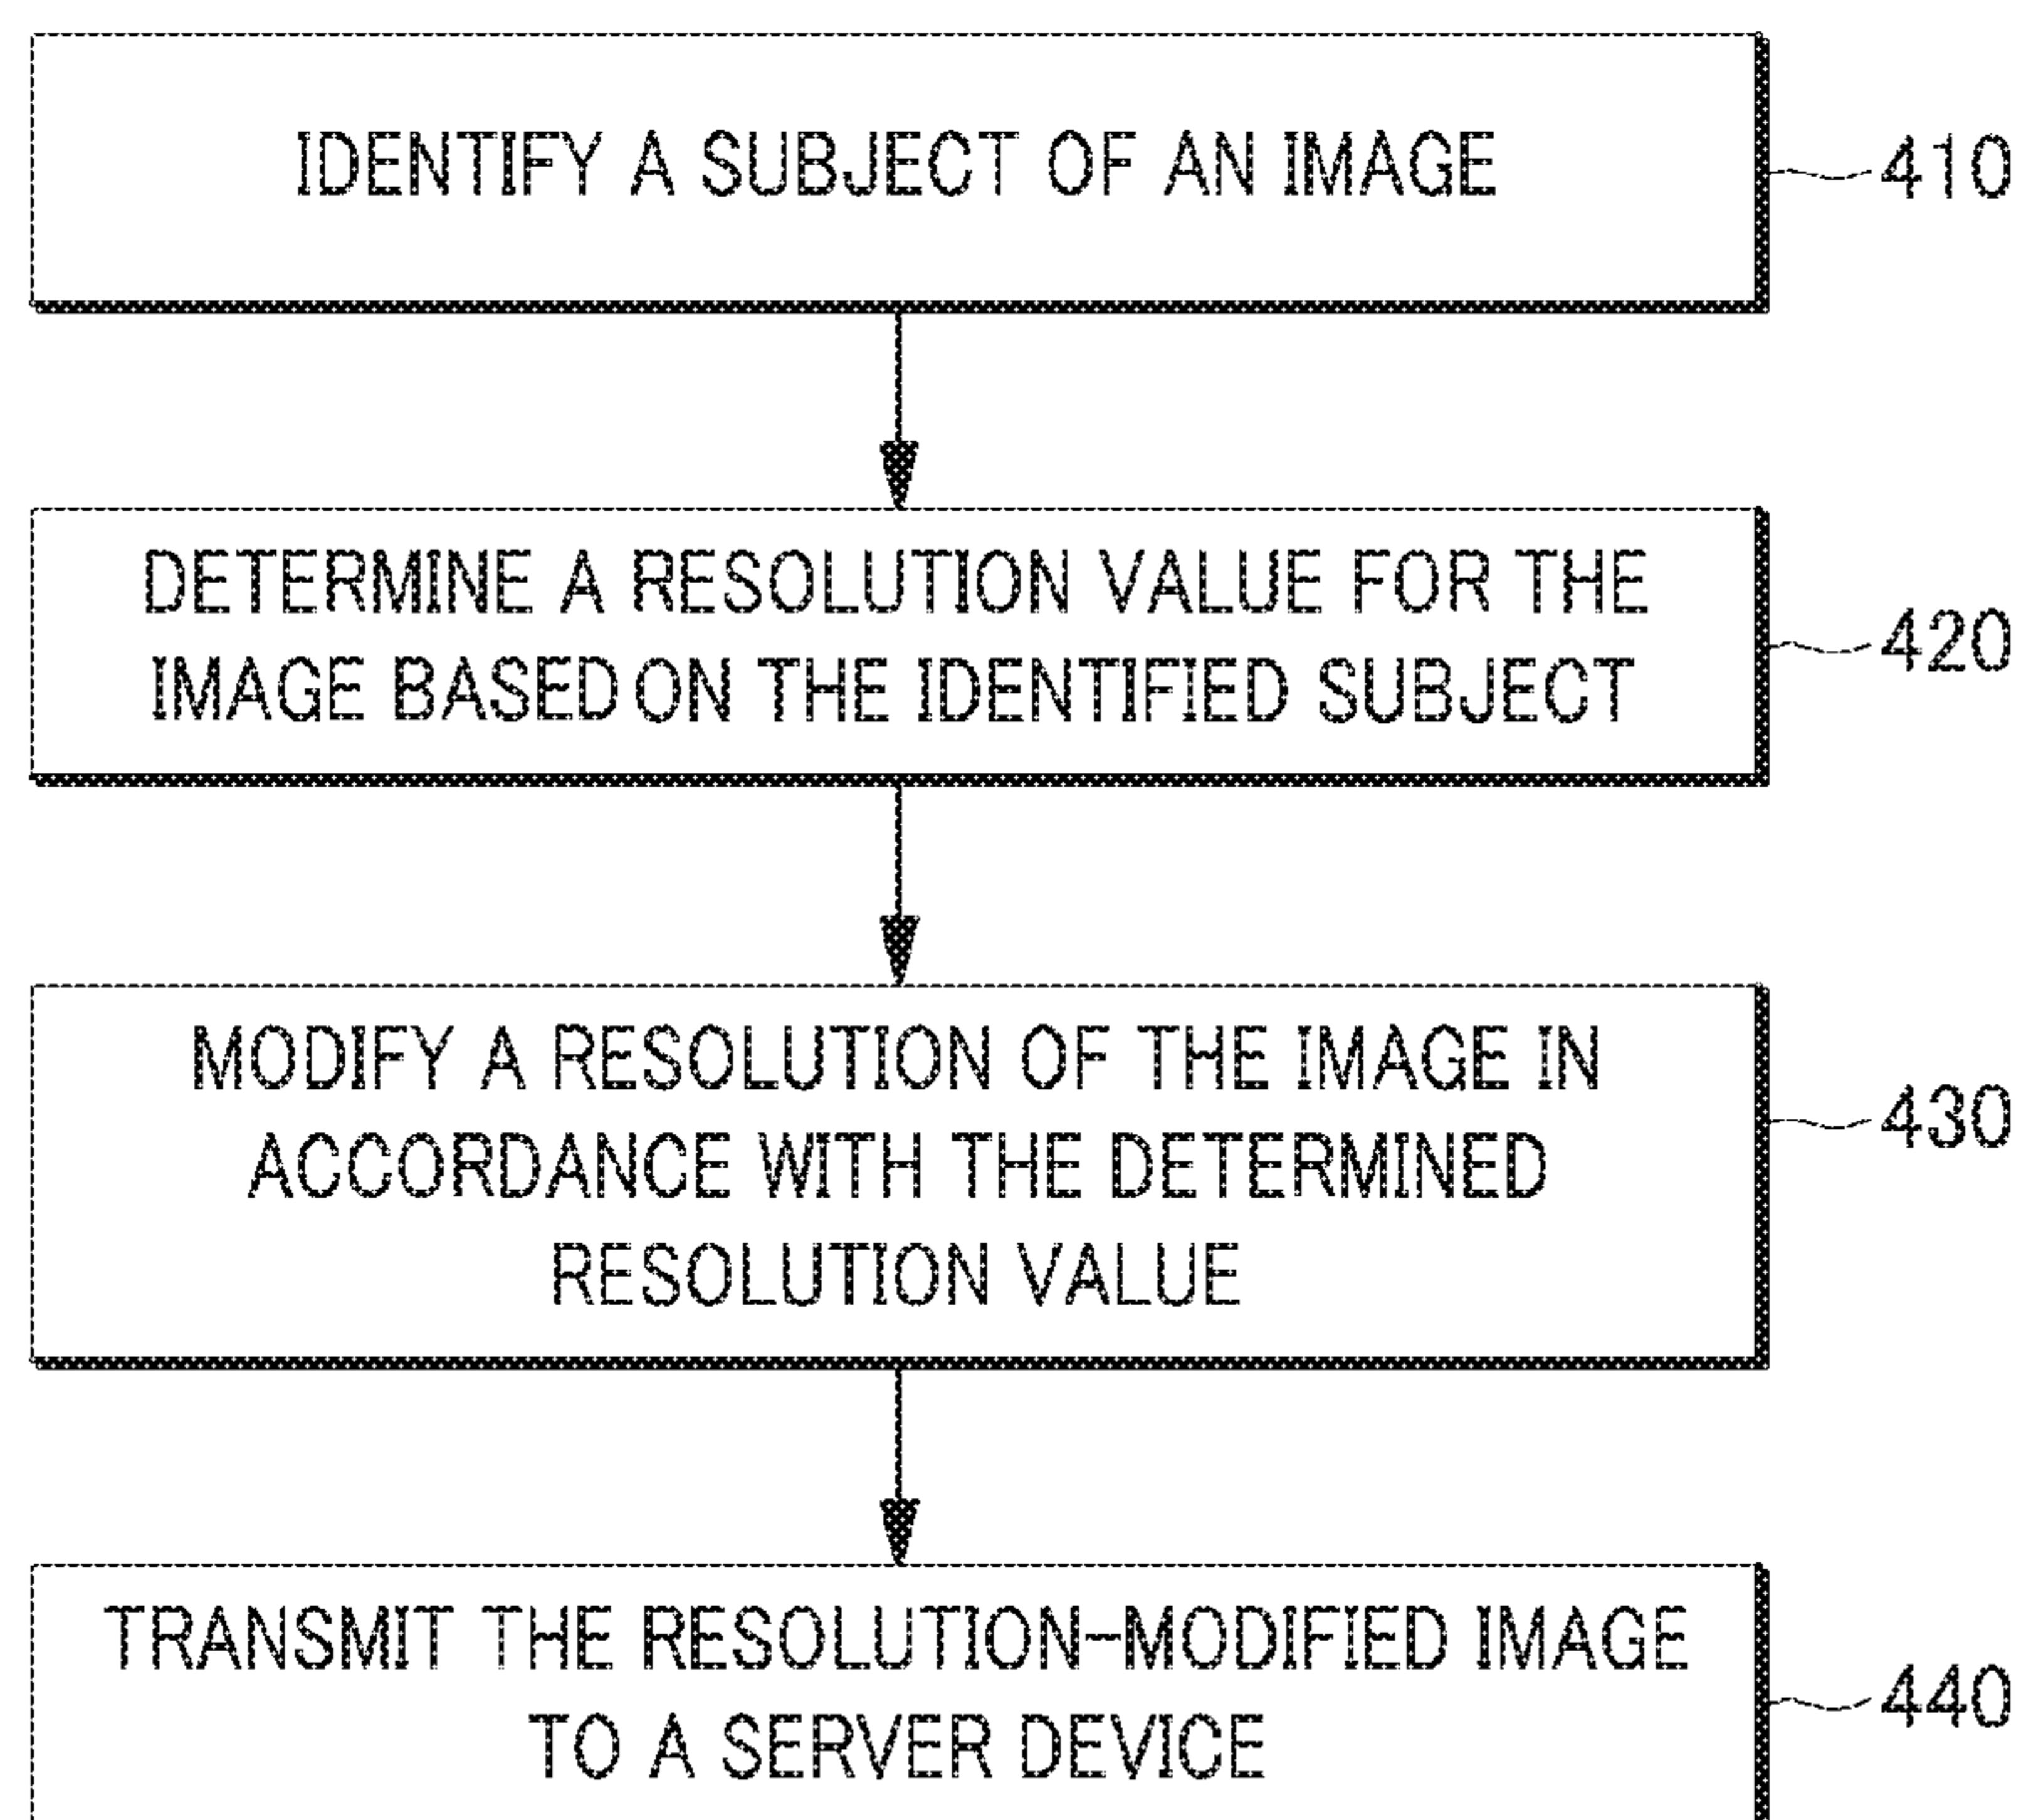 IDENTIFY A SUBJECT OF AN IMAGE
410
DETERMINE A RESOLUTION VALUE FOR THE
IMAGE BASED ON THE IDENTIFIED SUBJECT
420
MODIFY A RESOLUTION OF THE IMAGE IN
ACCORDANCE WITH THE DETERMINED
RESOLUTION VALUE
430
TRANSMIT THE RESOLUTION-MODIFIED IMAGE
TO A SERVER DEVICE
440